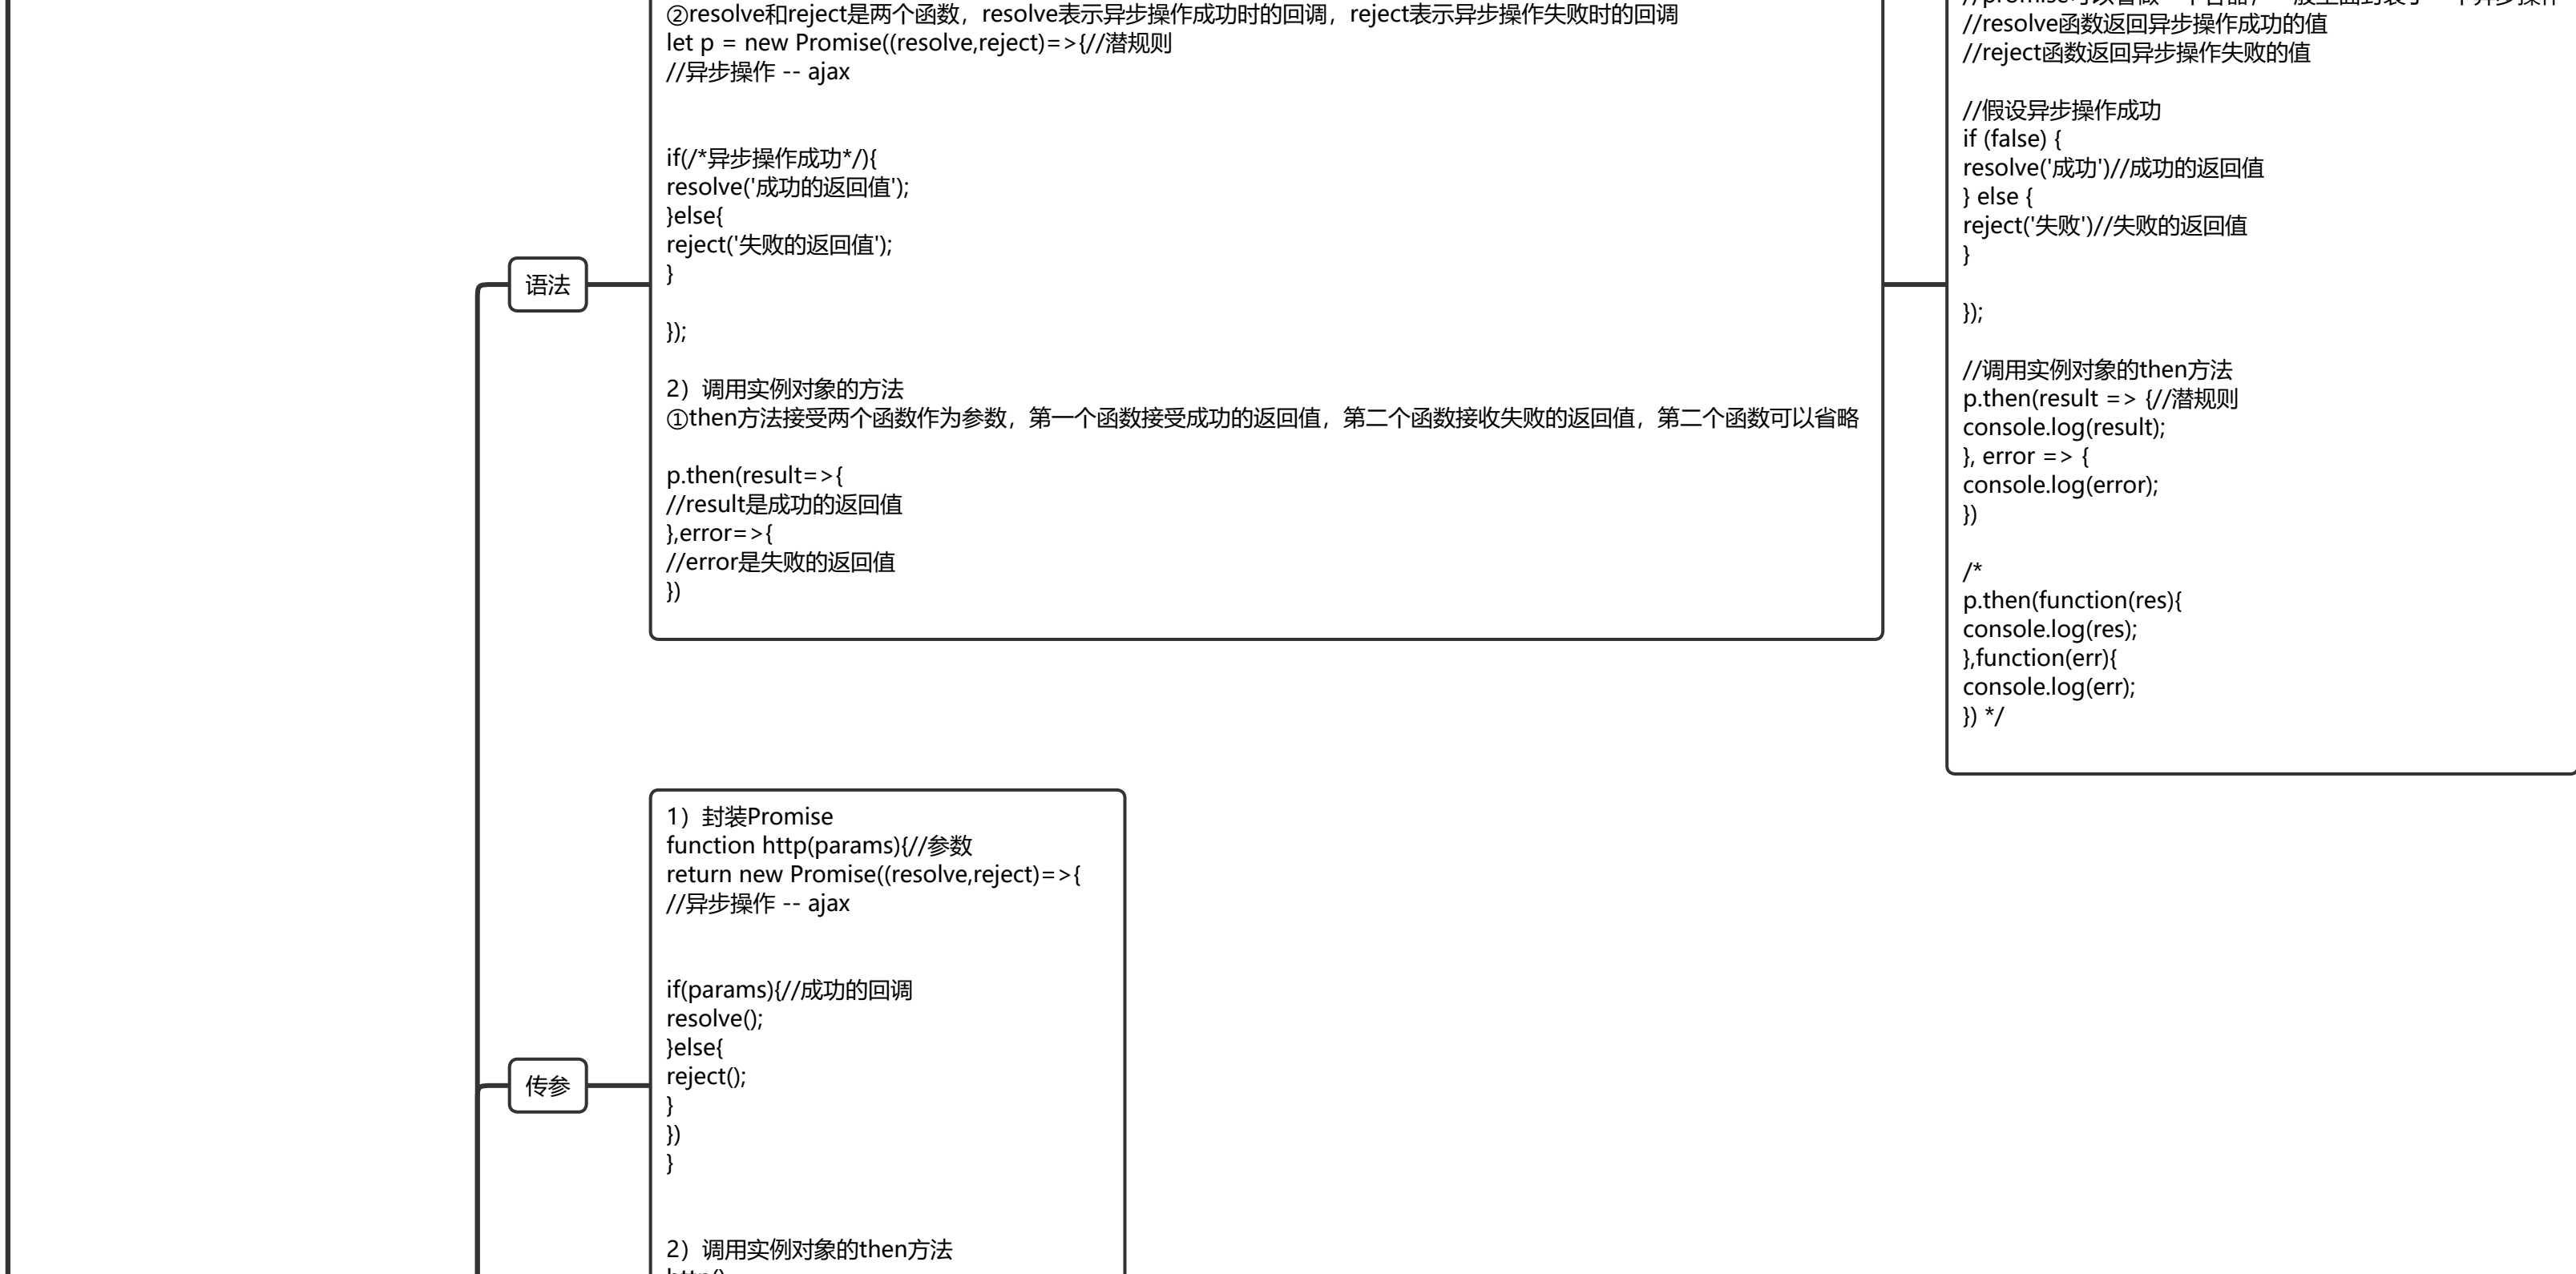 语法
②resolve和reject是两个函数，resolve表示异步操作成功时的回调，reject表示异步操作失败时的回调
let p = new Promise((resolve,reject)=>{//潜规则
//异步操作 -- ajax
if(/*异步操作成功*/){
resolve('成功的返回值');
}else{
reject('失败的返回值');
}
});
2）调用实例对象的方法
①then方法接受两个函数作为参数，第一个函数接受成功的返回值，第二个函数接收失败的返回值，第二个函数可以省略
p.then(result=>{
//result是成功的返回值
},error=>{
//error是失败的返回值
})
//resolve函数返回异步操作成功的值
//reject函数返回异步操作失败的值
//假设异步操作成功
if (false) {
resolve('成功')//成功的返回值
} else {
reject('失败')//失败的返回值
}
});
//调用实例对象的then方法
p.then(result => {//潜规则
console.log(result);
}, error => {
console.log(error);
})
/*
p.then(function(res){
console.log(res);
},function(err){
console.log(err);
}) */
传参
1）封装Promise
function http(params){//参数
return new Promise((resolve,reject)=>{
//异步操作 -- ajax
if(params){//成功的回调
resolve();
}else{
reject();
}
})
}
2）调用实例对象的then方法